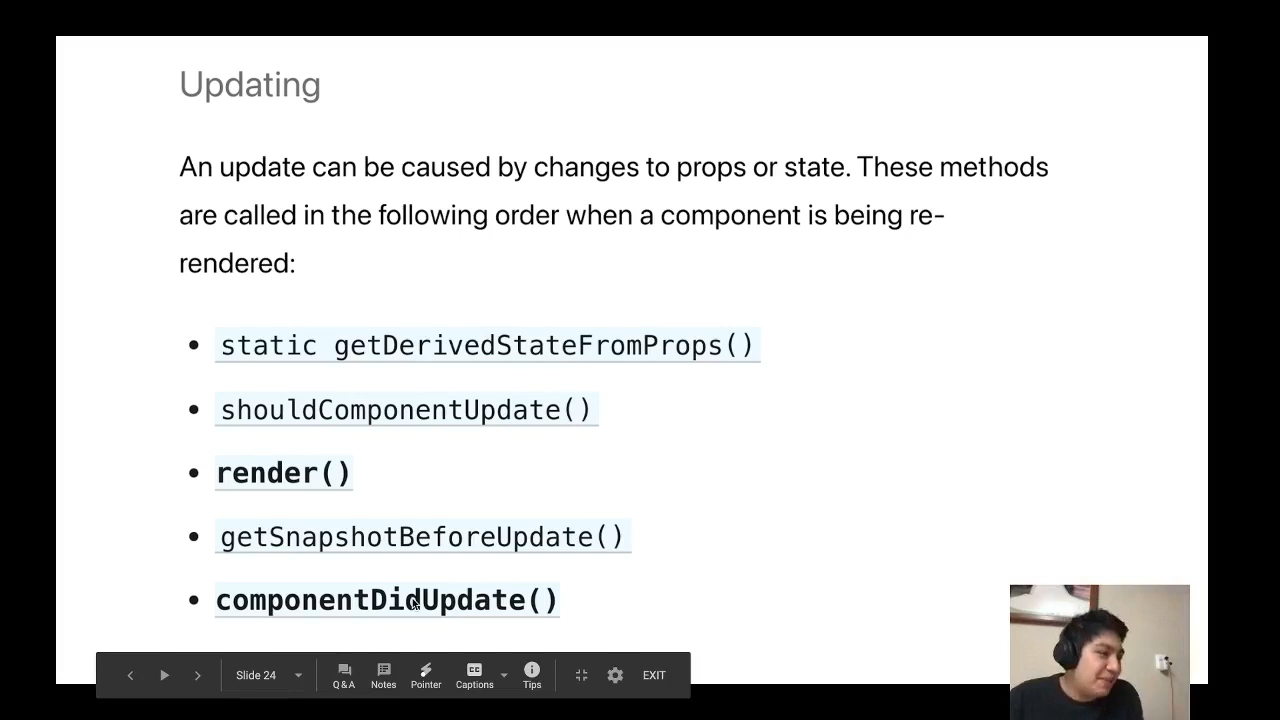 Updating
An update can be caused by changes to props or state. These methods
are called in the following order when a component is being re-
rendered:
static getDerivedStateFromProps()
shouldComponentUpdate()
render()
getSnapshotBeforeUpdate()
componentDidUpdate()
Slide 24
Q&A
Notes
Pointer
CC
Captions
Tips
EXIT